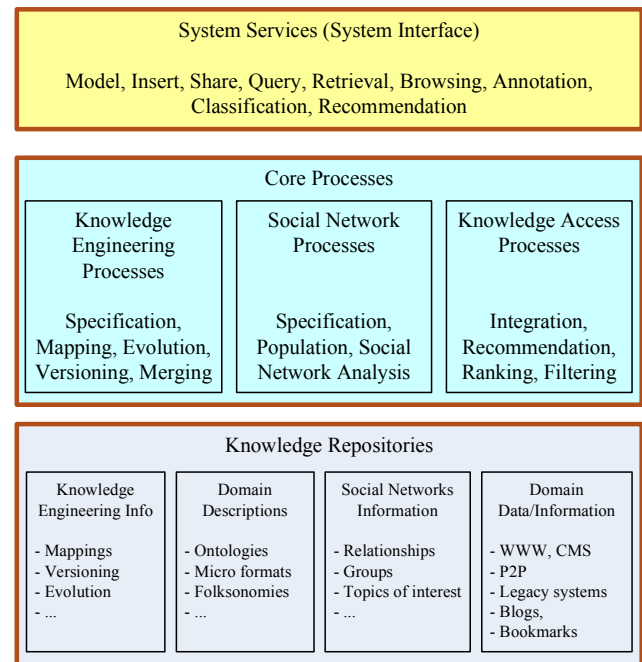 System Services (System Interface)
Model, Insert, Share, Query, Retrieval, Browsing, Annotation,
Classification, Recommendation
Core Processes
Knowledge
Engineering
Processes
Specification,
Mapping, Evolution,
Versioning, Merging
Social Network
Processes
Specification,
Population, Social
Network Analysis
Knowledge Access
Processes
Integration,
Recommendation,
Ranking, Filtering
Knowledge Repositories
Knowledge
Engineering Info
- Mappings
- Versioning
- Evolution
- ...
Domain
Descriptions
- Ontologies
- Micro formats
- Folksonomies
- ...
Social Networks
Information
- Relationships
- Groups
- Topics of interest
- ...
Domain
Data/Information
- WWW, CMS
- P2P
- Legacy systems
- Blogs,
- Bookmarks